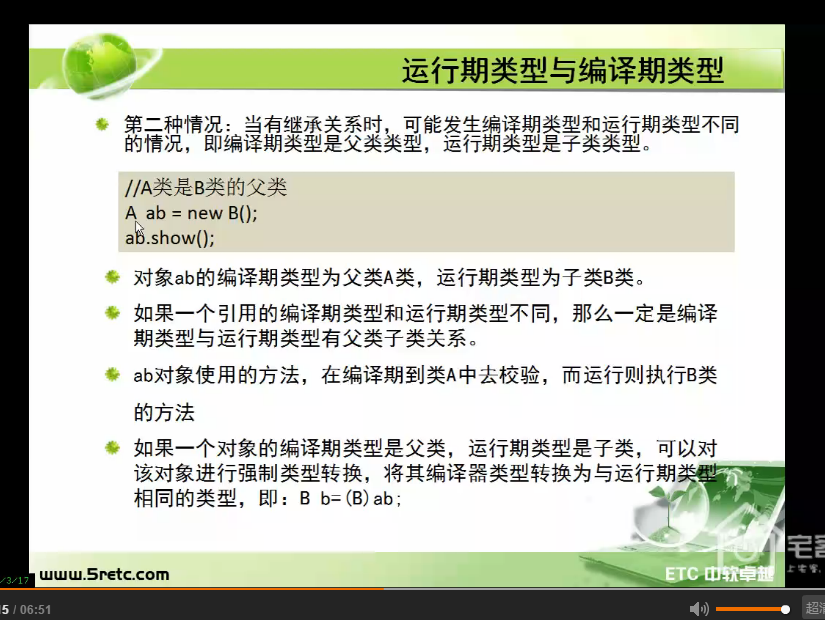 运行期类型与编译期类型
第二种情况：当有继承关系时，可能发生编译期类型和运行期类型不同
的情况，即编译期类型是父类类型，运行期类型是子类类型。
//A类是B类的父类
A ab = new B();
ab.show();
对象ab的编译期类型为父类A类，运行期类型为子类B类。
如果一个引用的编译期类型和运行期类型不同，那么一定是编译
期类型与运行期类型有父类子类关系。
ab对象使用的方法，在编译期到类A中去校验，而运行则执行B类
的方法
如果一个对象的编译期类型是父类，运行期类型是子类，可以对
该对象进行强制类型转换，将其编译器类型转换为与运行期类型
相同的类型，即：B b=(B)ab;
宅客
/3/17
www.5retc.com
ETC 中软卓越
/ 06:51
超清